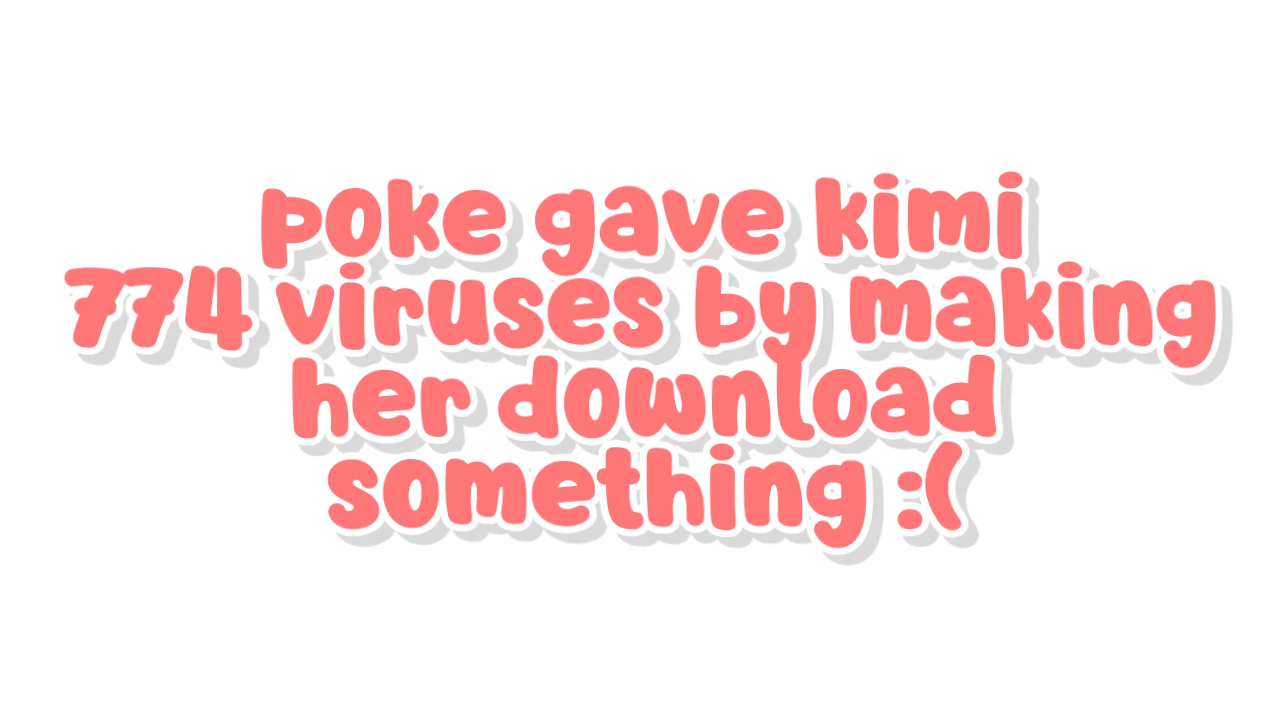 poke gave kimi
774 viruses by making
her download
something :(